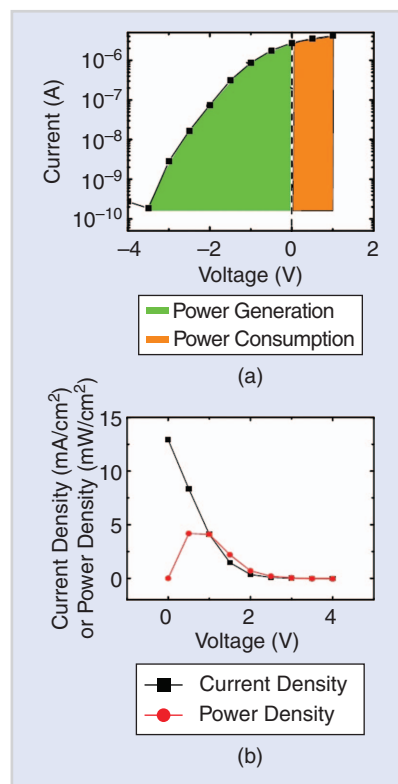 Current (A)
10⁻⁶
10⁻⁷
10⁻⁸
10⁻⁹
10⁻¹⁰
−4 −2 0 2
Voltage (V)
Power Generation
Power Consumption
(a)
Current Density (mA/cm²)
or Power Density (mW/cm²)
15
10
5
0
0 2 4
Voltage (V)
Current Density
Power Density
(b)